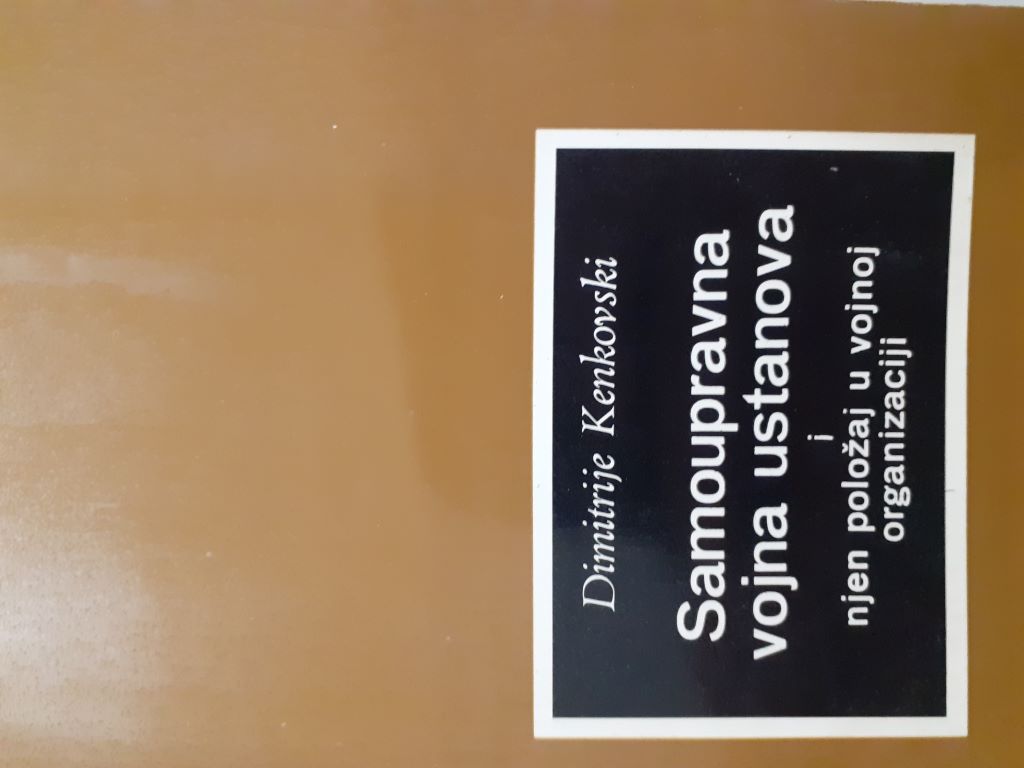 Dimitrije Kenkovski
Samoupravna
vojna ustanova
i
njen položaj u vojnoj
organizaciji